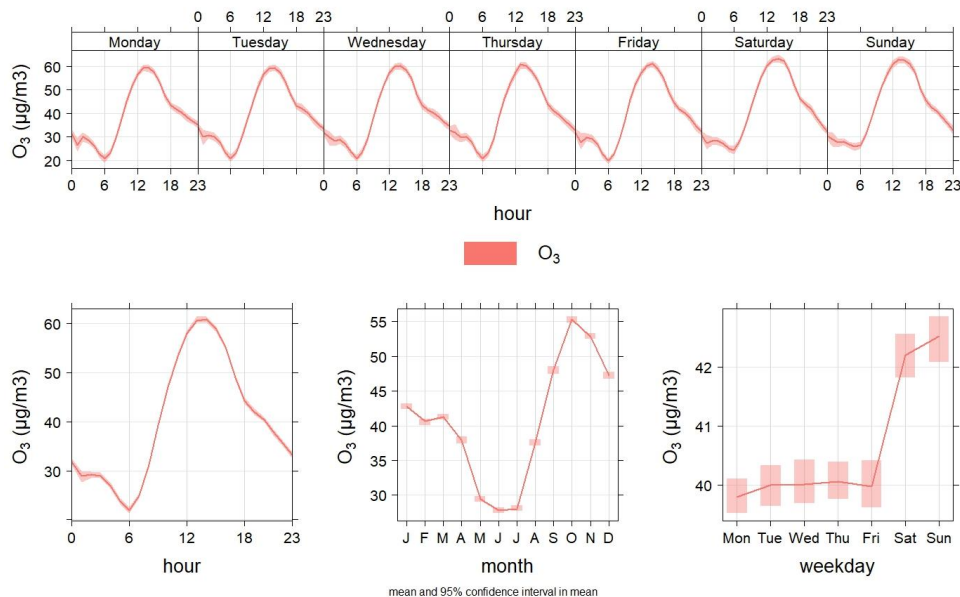 0 6 12 18 23 0 6 12 18 23 0 6 12 18 23
Monday Tuesday Wednesday Thursday Friday Saturday Sunday
O₃ (µg/m3)
60
50
40
30
20
0 6 12 18 23 0 6 12 18 23 0 6 12 18 23 0 6 12 18 23
hour
O₃
O₃ (µg/m3)
60
50
40
30
0 6 12 18 23
hour
O₃ (µg/m3)
55
50
45
40
35
30
J F M A M J J A S O N D
month
O₃ (µg/m3)
42
41
40
Mon Tue Wed Thu Fri Sat Sun
weekday
mean and 95% confidence interval in mean